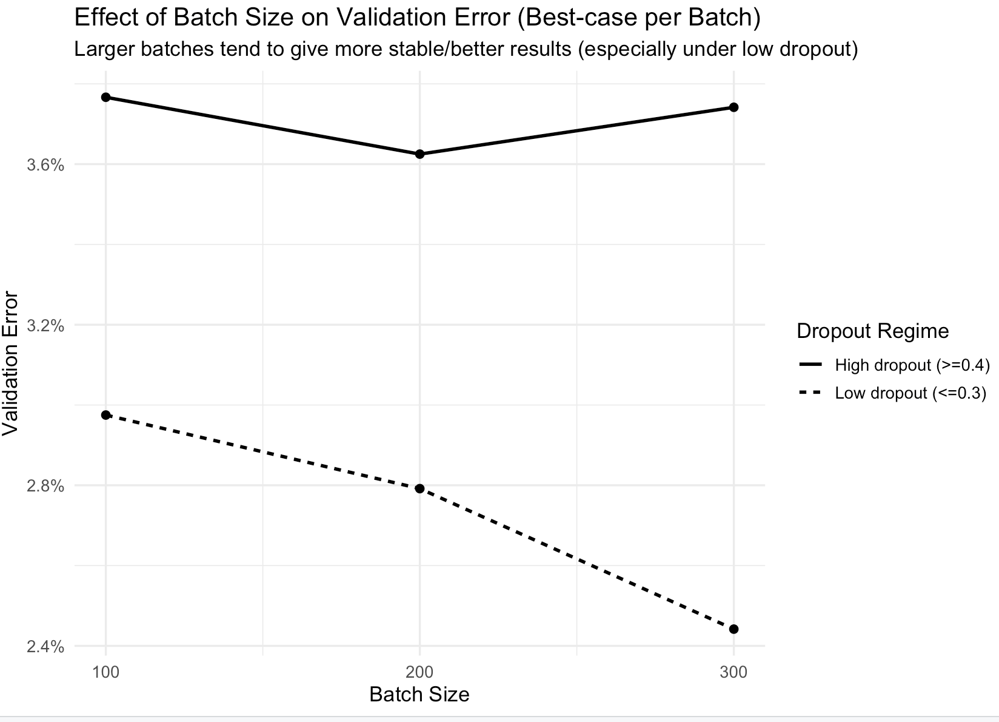 Effect of Batch Size on Validation Error (Best-case per Batch)
Larger batches tend to give more stable/better results (especially under low dropout)
Validation Error
3.6%
3.2%
2.8%
2.4%
100
200
300
Batch Size
Dropout Regime
High dropout (>=0.4)
Low dropout (<=0.3)